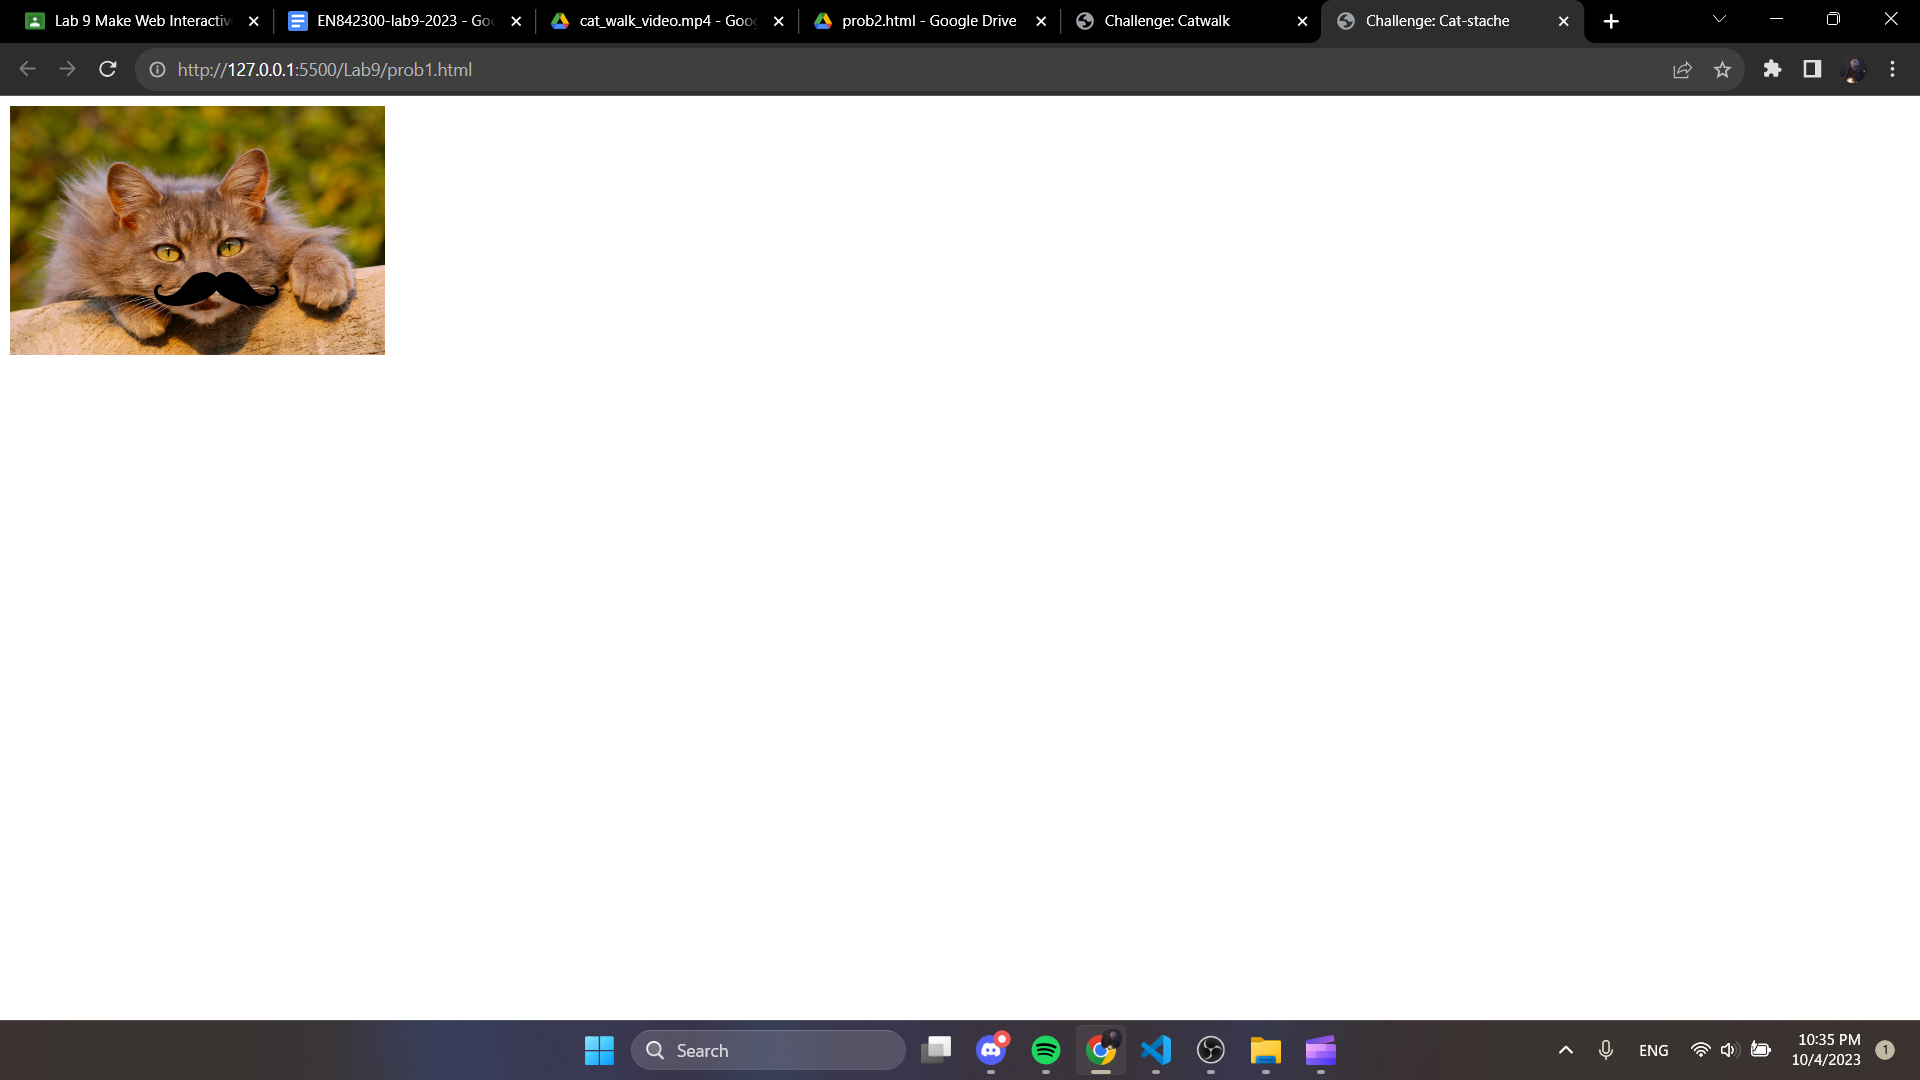 Lab 9 Make Web Interactiv
EN842300-lab9-2023 - Goo
cat_walk_video.mp4 - Goog
prob2.html - Google Drive
Challenge: Catwalk
Challenge: Cat-stache
http://127.0.0.1:5500/Lab9/prob1.html
Search
ENG
10:35 PM
10/4/2023
1